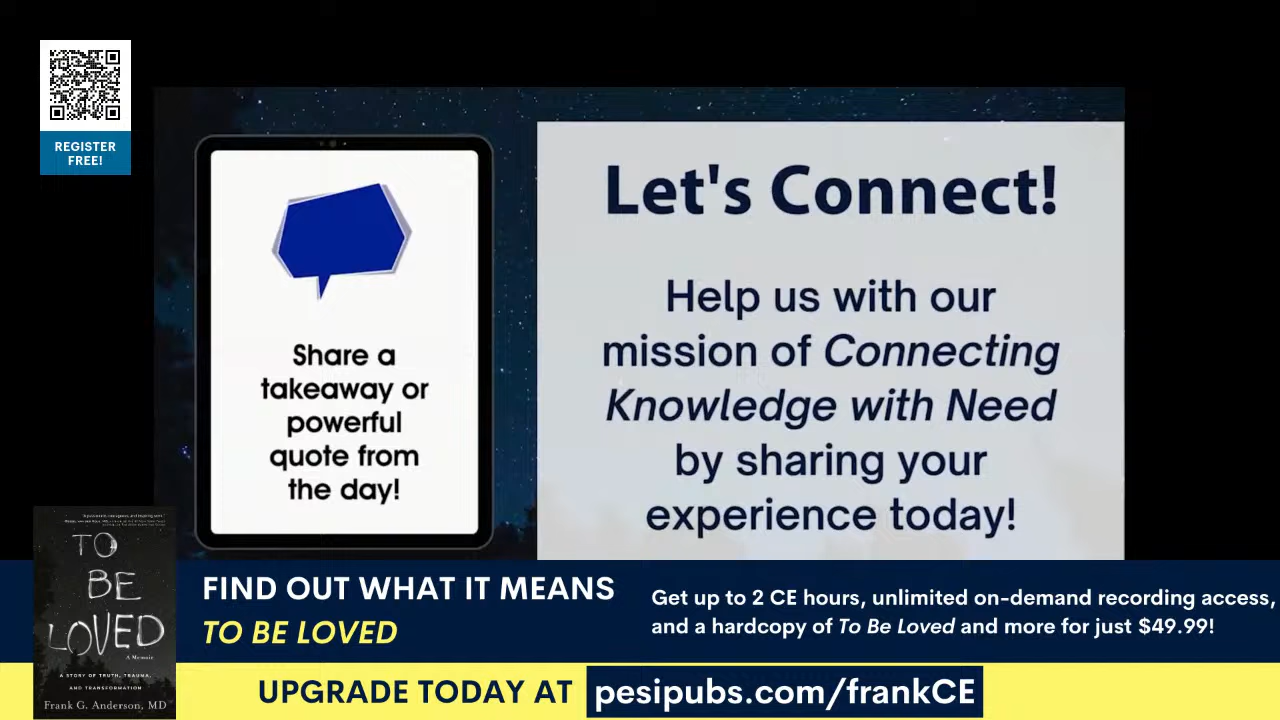 REGISTER
FREE!
Let's Connect!
Help us with our
mission of Connecting
Knowledge with Need
by sharing your
experience today!
Share a
takeaway or
powerful
quote from
the day!
TO
BE
LOVED
A Memoir
A STORY OF TRUTH, TRAUMA,
AND TRANSFORMATION
Frank G. Anderson, MD
FIND OUT WHAT IT MEANS
TO BE LOVED
Get up to 2 CE hours, unlimited on-demand recording access,
and a hardcopy of To Be Loved and more for just $49.99!
UPGRADE TODAY AT pesipubs.com/frankCE